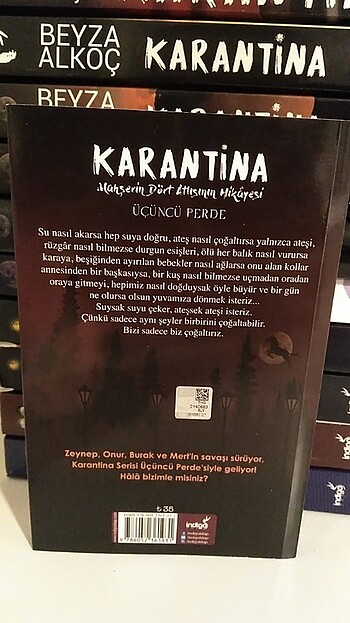 BEYZA
ALKOÇ
KARANTİNA
BEYZA
KARANTİNA
Mahşerin Dört Atlısının Hikâyesi
ÜÇÜNCÜ PERDE
Su nasıl akarsa hep suya doğru, ateş nasıl çoğaltırsa yalnızca ateşi,
rüzgâr nasıl bilmezse durgun esişleri, ölü her balık nasıl vurursa
karaya, beşiğinden ayrılan bebekler nasıl ağlarsa onu alan kollar
annesinden bir başkasıysa, bir kuş nasıl bilmezse uçmadan oradan
oraya gitmeyi, hepimiz nasıl doğduysak öyle büyür ve bir gün
ne olursa olsun yuvamıza dönmek isteriz...
Suysak suyu çeker, ateşsek ateşi isteriz.
Çünkü sadece aynı şeyler birbirini çoğaltabilir.
Bizi sadece biz çoğaltırız.
Zeynep, Onur, Burak ve Mert'in savaşı sürüyor,
Karantina Serisi Üçüncü Perde'siyle geliyor!
Hâlâ bizimle misiniz?
₺38
indigo